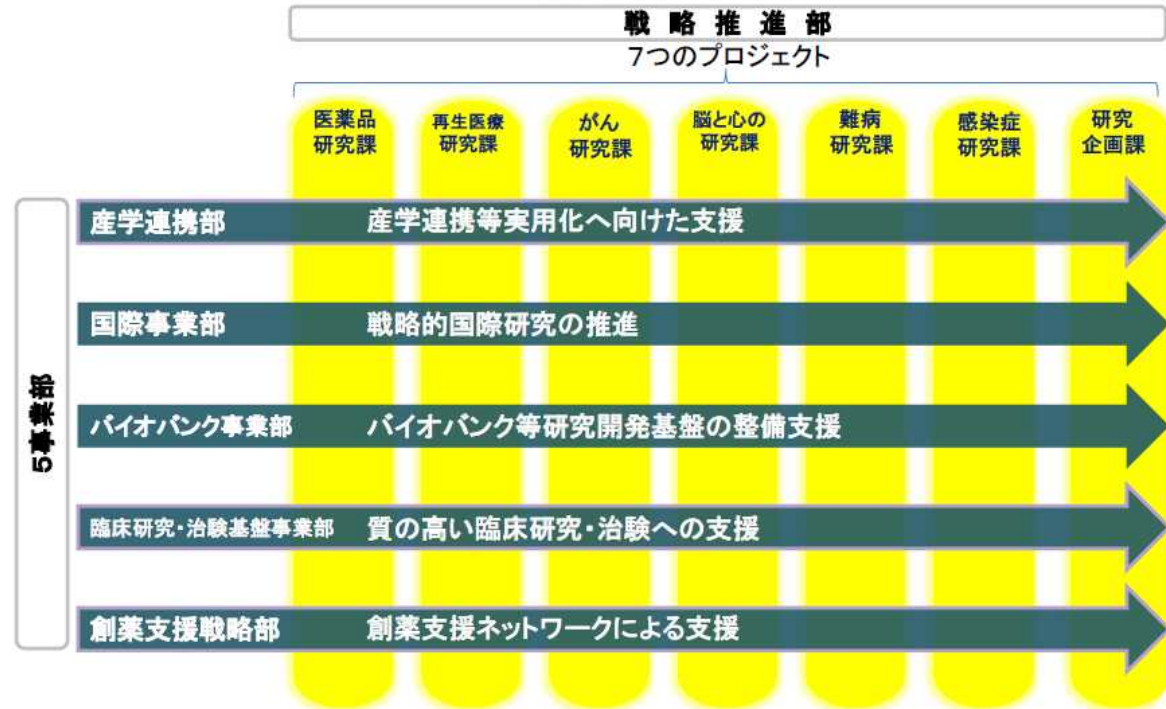 戦略推進部
7つのプロジェクト
医薬品
研究課
再生医療
研究課
がん
研究課
脳と心の
研究課
難病
研究課
感染症
研究課
研究
企画課
5事業部
産学連携部 産学連携等実用化へ向けた支援
国際事業部 戦略的国際研究の推進
バイオバンク事業部 バイオバンク等研究開発基盤の整備支援
臨床研究・治験基盤事業部 質の高い臨床研究・治験への支援
創薬支援戦略部 創薬支援ネットワークによる支援